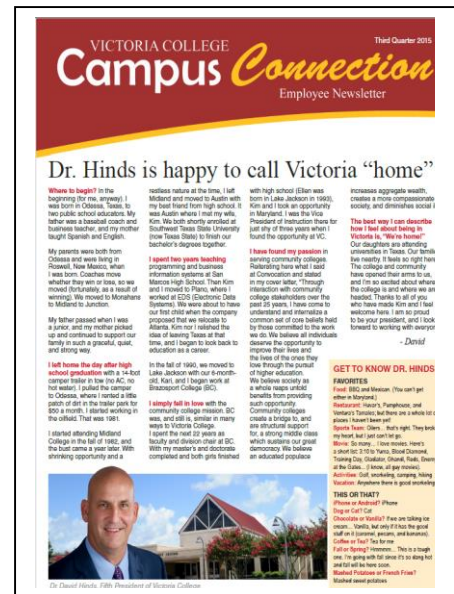 VICTORIA COLLEGE
Third Quarter 2015
Campus Connection
Employee Newsletter
Dr. Hinds is happy to call Victoria “home”
Where to begin? In the
beginning (for me, anyway). I
was born in Odessa, Texas, to
two public school educators. My
father was a baseball coach and
business teacher, and my mother
taught Spanish and English.
My parents were both from
Odessa and were living in
Roswell, New Mexico, when
I was born. Coaches move
whether they win or lose, so we
moved (fortunately, as a result of
winning). We moved to Monahans
to Midland to Junction.
My father passed when I was
a junior, and my mother picked
up and continued to support our
family in such a graceful, quiet,
and strong way.
I left home the day after high
school graduation with a 14-foot
camper trailer in tow (no AC, no
hot water). I pulled the camper
to Odessa, where I rented a little
patch of dirt in the trailer park for
$50 a month. I started working in
the oilfield. That was 1981.
I started attending Midland
College in the fall of 1982, and
the bust came a year later. With
shrinking opportunity and a
restless nature at the time, I left
Midland and moved to Austin with
my best friend from high school. It
was Austin where I met my wife,
Kim. We both shortly enrolled at
Southwest Texas State University
(now Texas State) to finish our
bachelor's degrees together.
I spent two years teaching
programming and business
information systems at San
Marcos High School. Then Kim
and I moved to Plano, where I
worked at EDS (Electronic Data
Systems). We were about to have
our first child when the company
proposed that we relocate to
Atlanta. Kim nor I relished the
idea of leaving Texas at that
time, and I began to look back to
education as a career.
In the fall of 1990, we moved to
Lake Jackson with our 6-month-
old, Kari, and I began work at
Brazosport College (BC).
I simply fell in love with the
community college mission. BC
was, and still is, similar in many
ways to Victoria College.
I spent the next 22 years as
faculty and division chair at BC.
With my master's and doctorate
completed and both girls finished
with high school (Ellen was
born in Lake Jackson in 1993),
Kim and I took an opportunity
in Maryland. I was the Vice
President of Instruction there for
just shy of three years when I
found the opportunity at VC.
I have found my passion in
serving community colleges.
Reiterating here what I said
at Convocation and stated
in my cover letter, “Through
interaction with community
college stakeholders over the
past 25 years, I have come to
understand and internalize a
common set of core beliefs held
by those committed to the work
we do. We believe all individuals
deserve the opportunity to
improve their lives and
the lives of the ones they
love through the pursuit
of higher education.
We believe society as
a whole reaps untold
benefits from providing
such opportunity.
Community colleges
create a bridge to, and
are structural support
for, a strong middle class
which sustains our great
democracy. We believe
an educated populace
increases aggregate wealth,
creates a more compassionate
society, and diminishes social i
The best way I can describe
how I feel about being in
Victoria is, “We're home!”
Our daughters are attending
universities in Texas. Our family
live nearby. It feels so right here
The college and community
have opened their arms to us,
and I'm so excited about where
the college is and where we are
headed. Thanks to all of you
who have made Kim and I feel
welcome here. I am so proud
to be your president, and I look
forward to working with everyon
- David
GET TO KNOW DR. HINDS
FAVORITES
Food: BBQ and Mexican. (You can't get
either in Maryland.)
Restaurant: Havor's, Pumphouse, and
Ventura's Tamales; but there are a whole lot o
places I haven't been yet!
Sports Team: Oilers... that's right. They brok
my heart, but I just can't let go.
Movie: So many... I love movies. Here's
a short list: 3:10 to Yuma, Blood Diamond,
Training Day, Gladiator, Chanel, Reds, Enem
at the Gates... (I know, all guy movies).
Activities: Golf, snorkeling, camping, hiking
Vacation: Anywhere there is good snorkeling
THIS OR THAT?
iPhone or Android? iPhone
Dog or Cat? Cat
Chocolate or Vanilla? If we are talking ice
cream... Vanilla, but only if it has the good
stuff on it (caramel, pecans, and bananas).
Coffee or Tea? Tea for me
Fall or Spring? Hmmmm... This is a tough
one. I'm going with fall since it's so dang hot
and fall will be here soon.
Mashed Potatoes or French Fries?
Mashed sweet potatoes
Dr. David Hinds, Fifth President of Victoria College